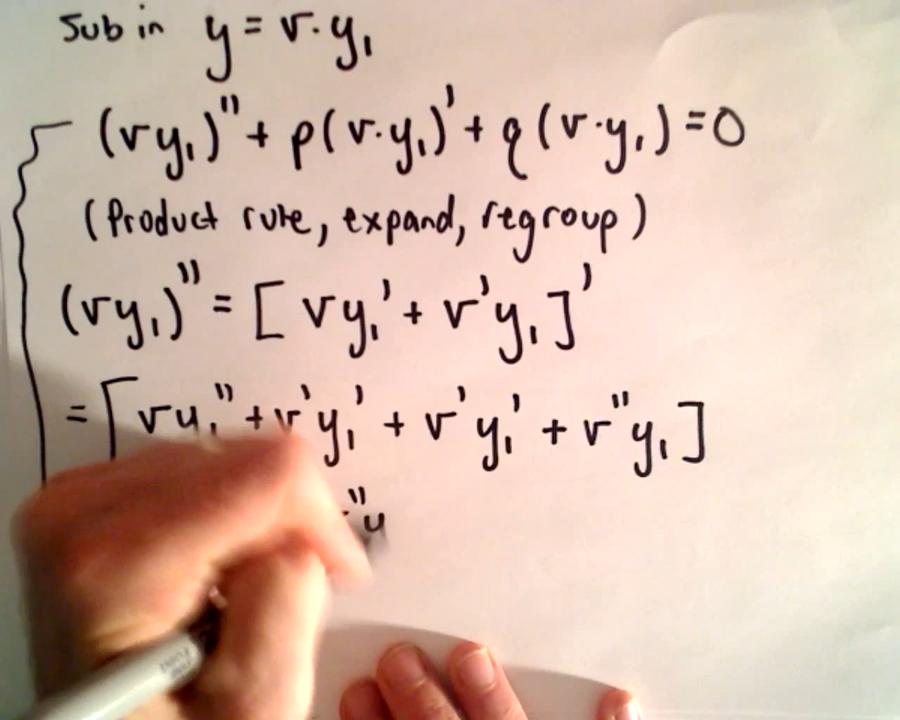 Sub in y = v·y₁
(vy₁)'' + p(v·y₁)' + q(v·y₁) = 0
(Product rule, expand, regroup)
(vy₁)'' = [vy₁' + v'y₁]'
= [vy₁'' + v'y₁' + v'y₁' + v''y₁]
''y